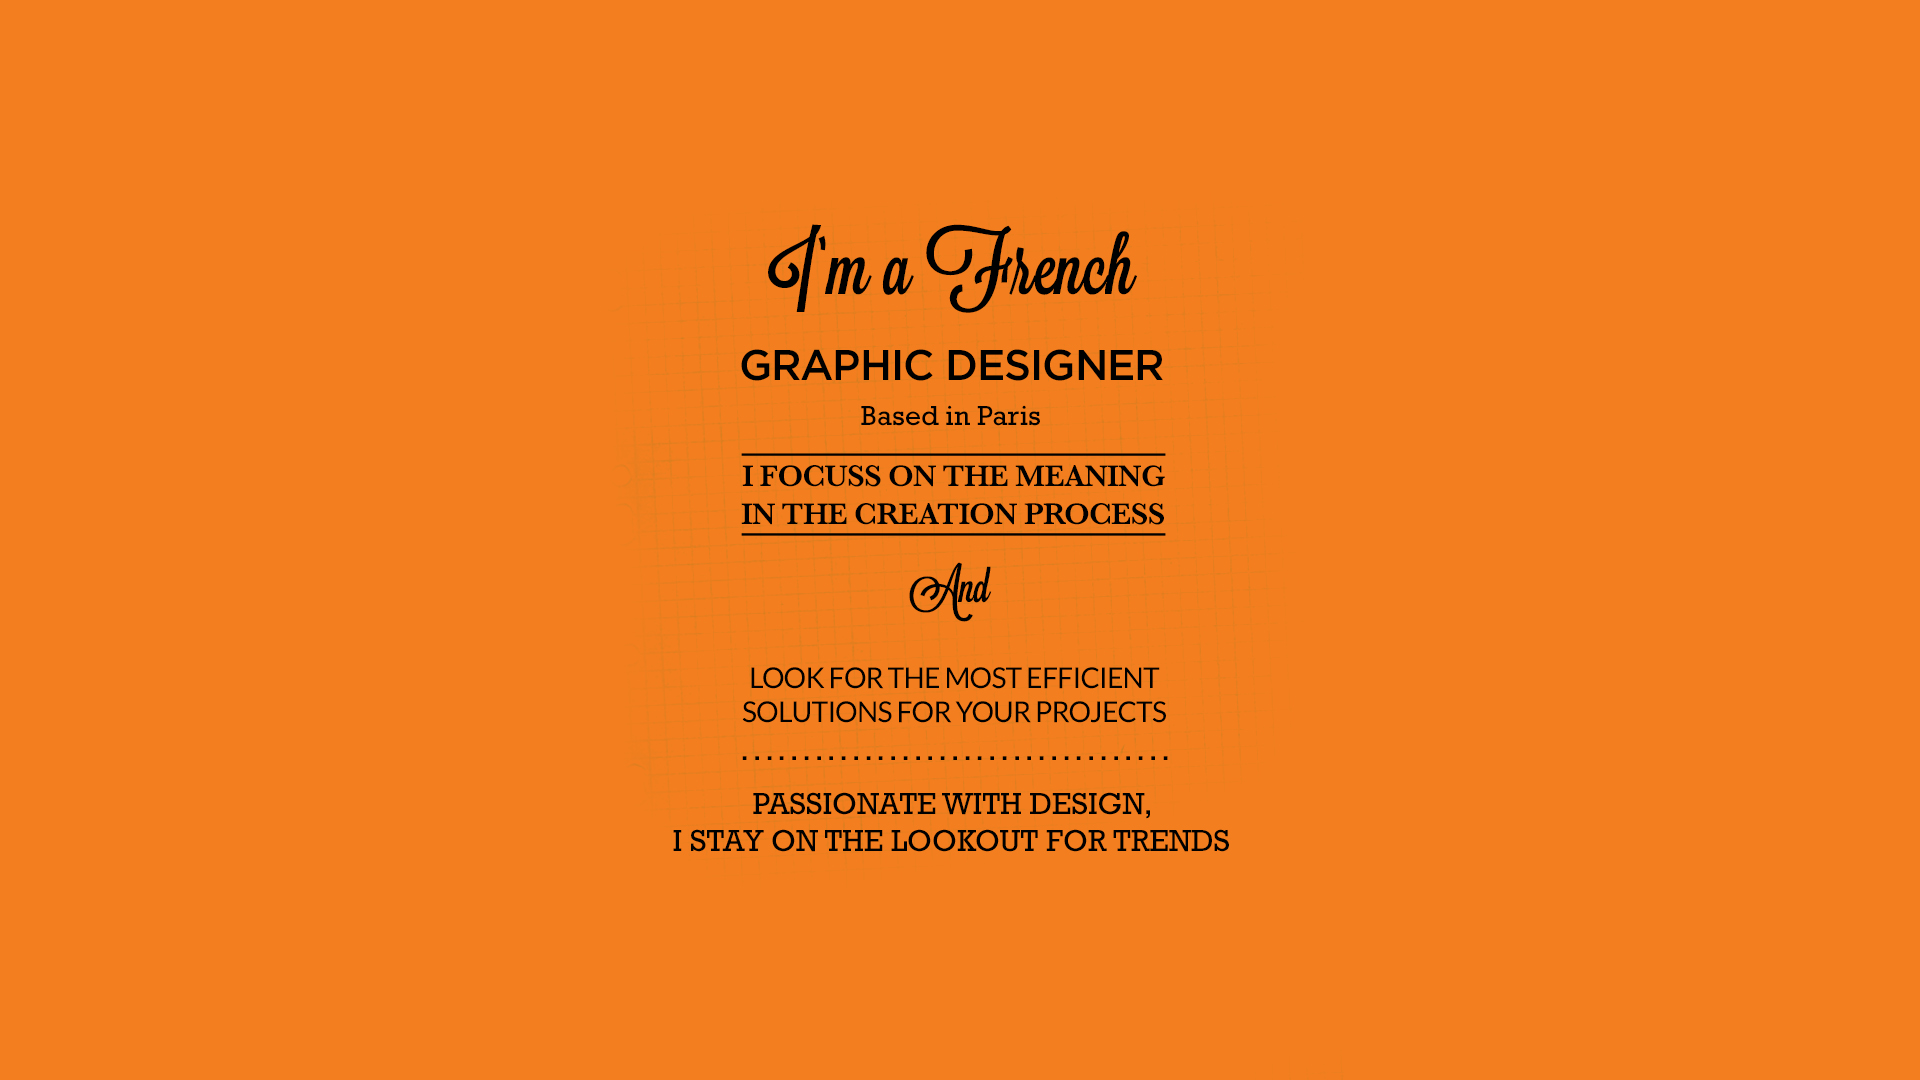 I'm a French
GRAPHIC DESIGNER
Based in Paris
I FOCUSS ON THE MEANING
IN THE CREATION PROCESS
And
LOOK FOR THE MOST EFFICIENT
SOLUTIONS FOR YOUR PROJECTS
PASSIONATE WITH DESIGN,
I STAY ON THE LOOKOUT FOR TRENDS